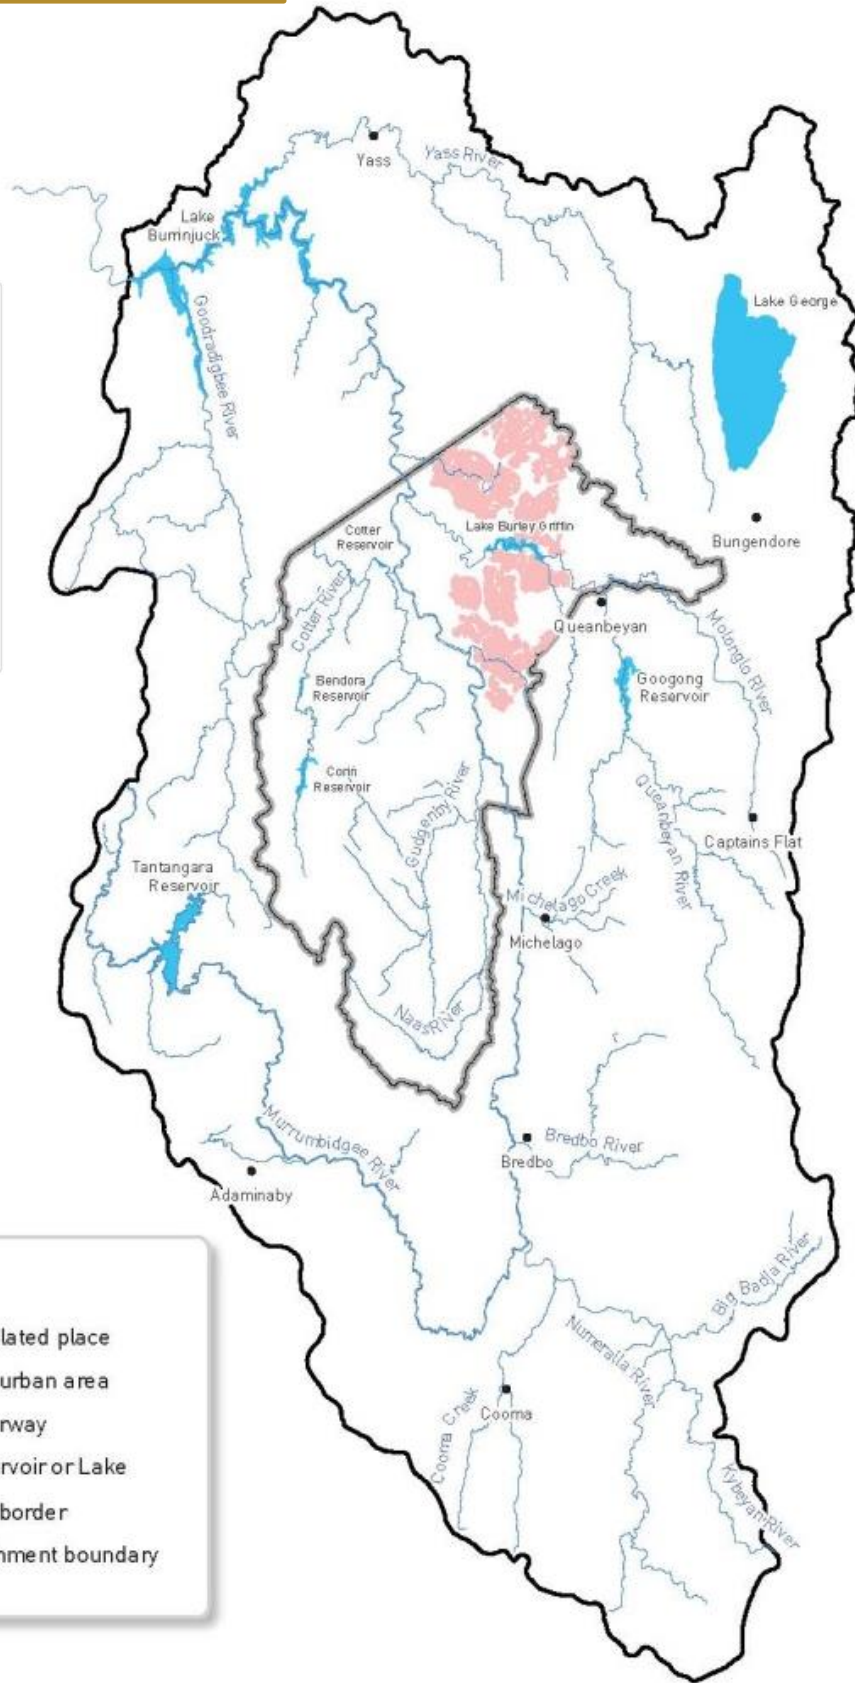 Yass
Yass River
Lake
Burrinjuck
Lake George
Goodradigbee River
Lake Burley Griffin
Cotter
Reservoir
Bungendore
Cotter River
Queanbeyan
Molonglo River
Bendora
Reservoir
Googong
Reservoir
Corin
Reservoir
Gudgenby River
Queanbeyan River
Captains Flat
Tantangara
Reservoir
Michelago Creek
Michelago
Naas River
Murrumbidgee River
Bredbo River
Bredbo
Adaminaby
Big Badja River
Numeralla River
Cooma Creek
Cooma
Kybeyan River
lated place
urban area
rway
rvoir or Lake
border
nment boundary